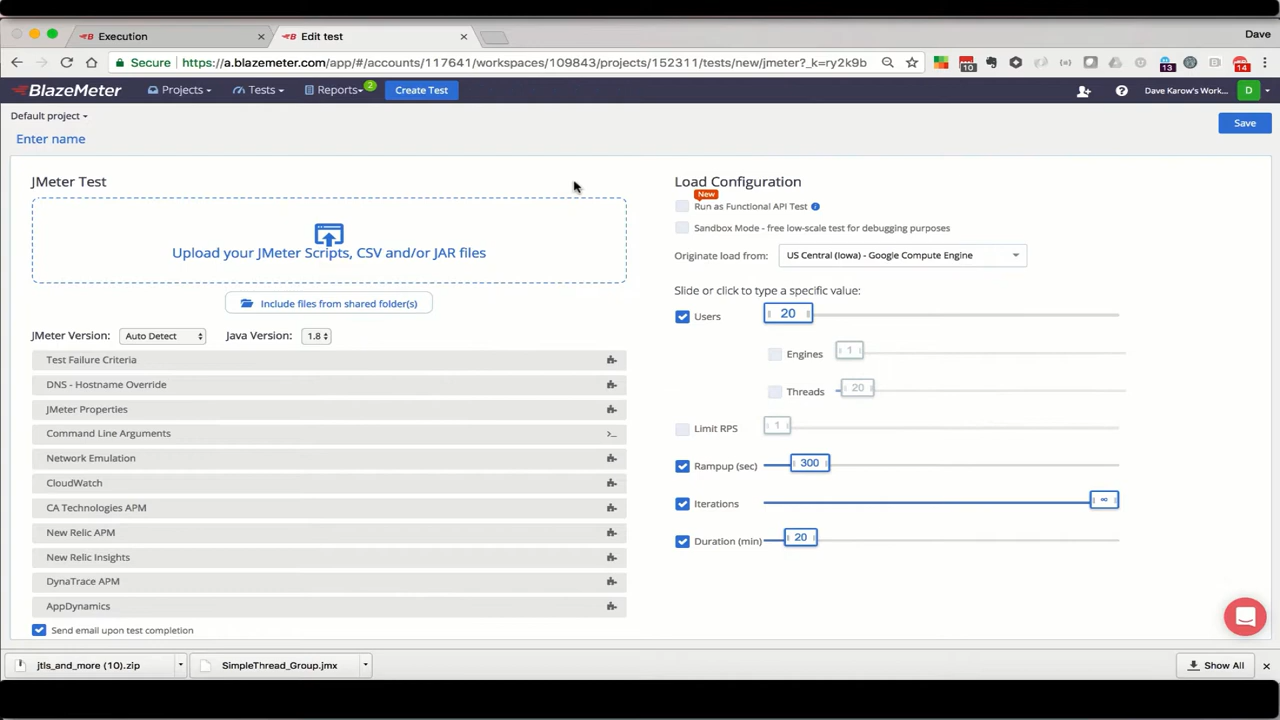 Execution
Edit test
Dave
Secure https://a.blazemeter.com/app/#/accounts/117641/workspaces/109843/projects/152311/tests/new/jmeter?_k=ry2k9b
10
13
14
BlazeMeter Projects Tests Reports 2 Create Test Dave Karow's Work... D
Default project
Enter name
Save
JMeter Test
Upload your JMeter Scripts, CSV and/or JAR files
Include files from shared folder(s)
JMeter Version: Auto Detect Java Version: 1.8
Test Failure Criteria
DNS - Hostname Override
JMeter Properties
Command Line Arguments >_
Network Emulation
CloudWatch
CA Technologies APM
New Relic APM
New Relic Insights
DynaTrace APM
AppDynamics
Send email upon test completion
Load Configuration
New
Run as Functional API Test
Sandbox Mode - free low-scale test for debugging purposes
Originate load from: US Central (Iowa) - Google Compute Engine
Slide or click to type a specific value:
Users 20
Engines 1
Threads 20
Limit RPS 1
Rampup (sec) 300
Iterations ∞
Duration (min) 20
jtls_and_more (10).zip
SimpleThread_Group.jmx
Show All